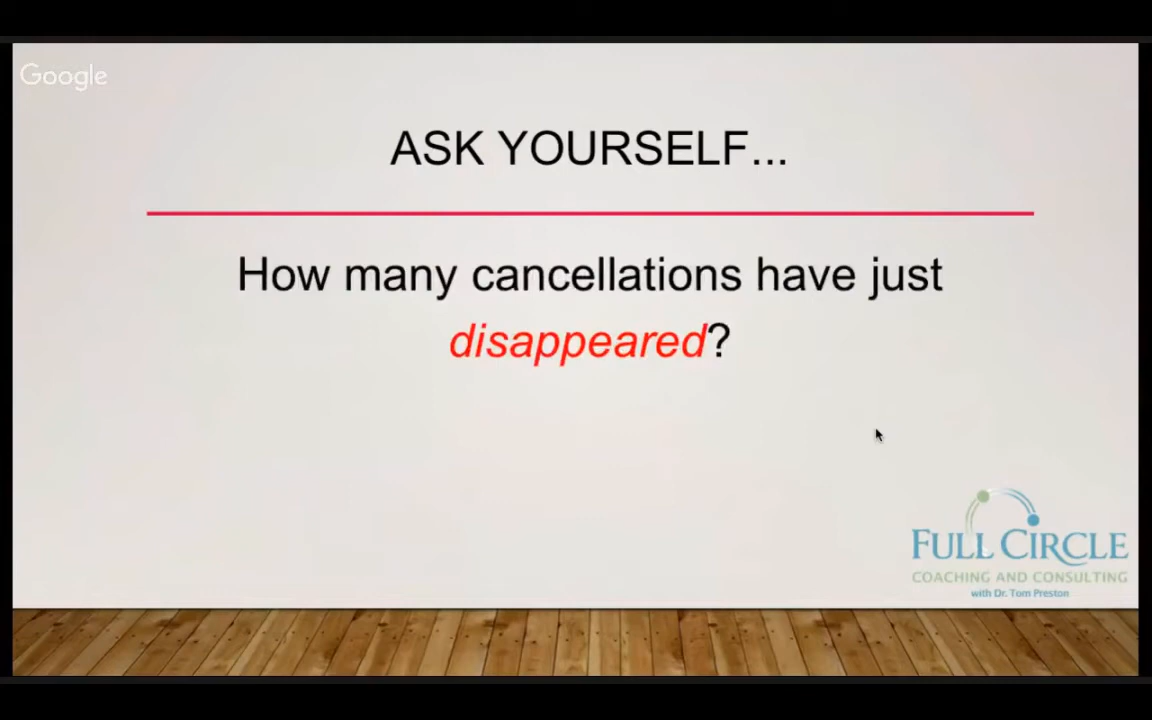 Google
ASK YOURSELF...
How many cancellations have just
disappeared?
FULL CIRCLE
COACHING AND CONSULTING
with Dr. Tom Preston